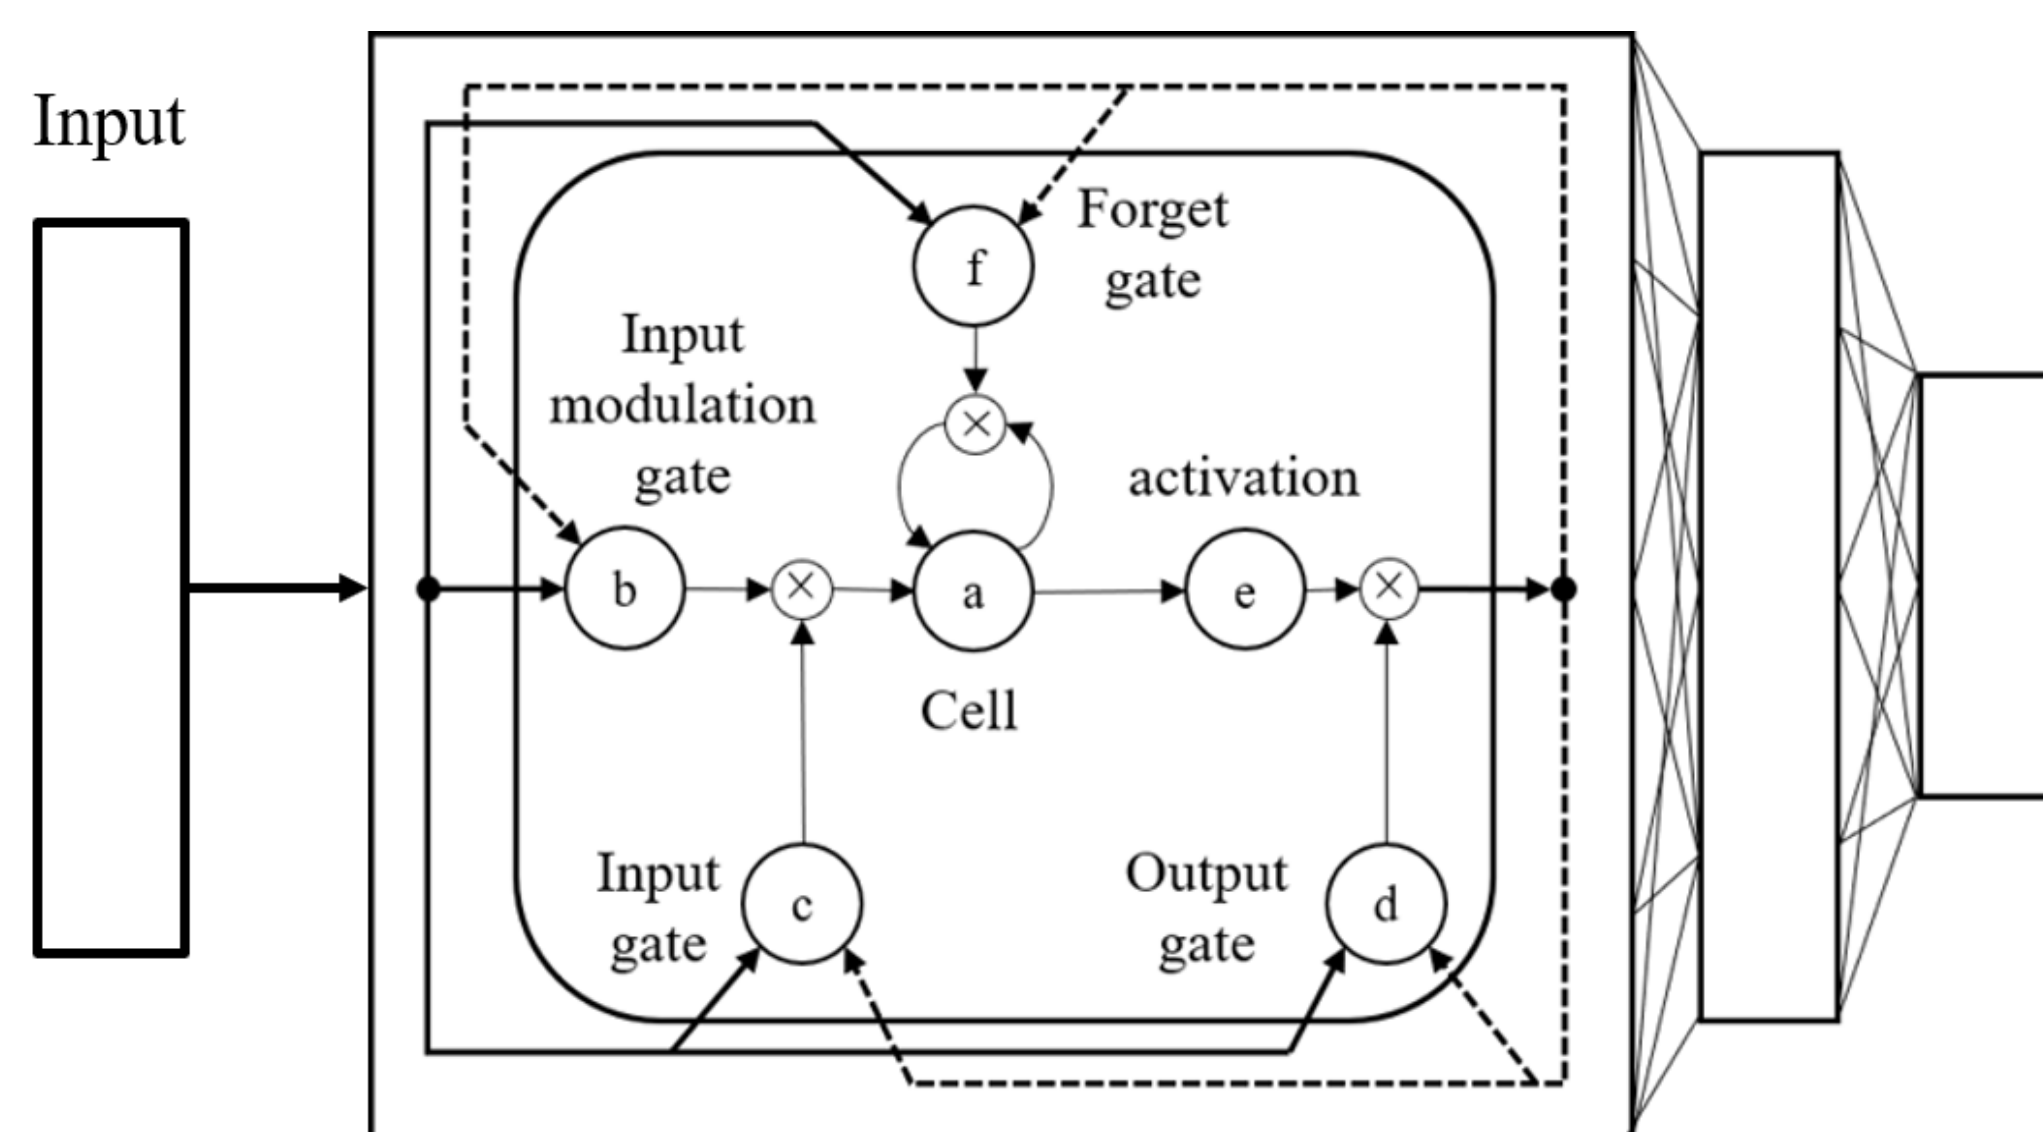 Input
Forget
gate
f
Input
modulation
gate
×
activation
b
×
a
e
×
Cell
Input
gate
c
Output
gate
d